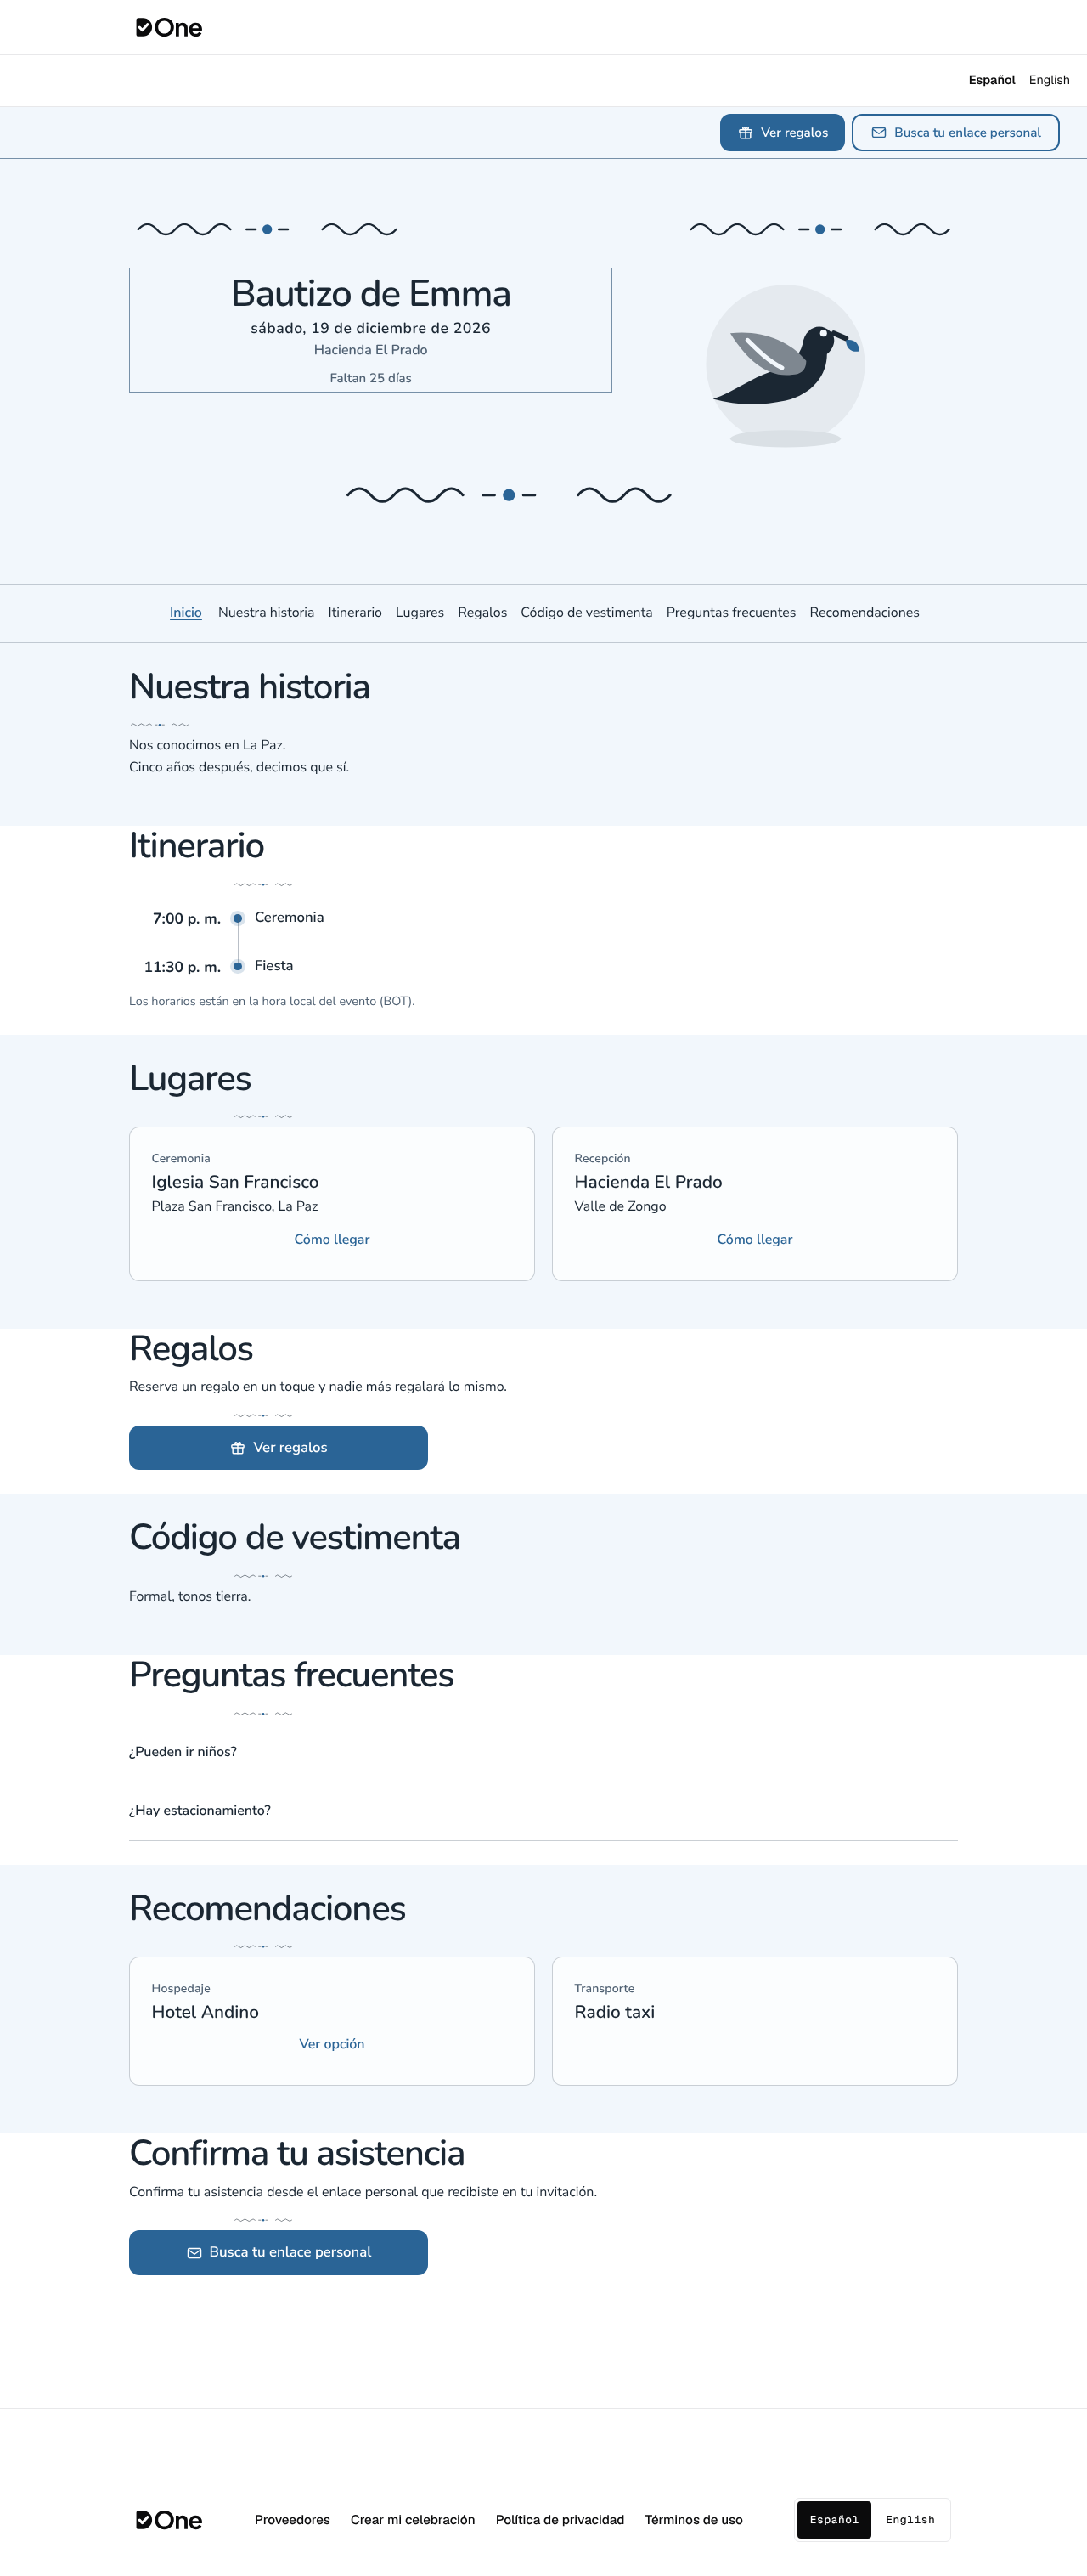 One
Español English
Ver regalos Busca tu enlace personal
Bautizo de Emma
sábado, 19 de diciembre de 2026
Hacienda El Prado
Faltan 25 días
Inicio Nuestra historia Itinerario Lugares Regalos Código de vestimenta Preguntas frecuentes Recomendaciones
Nuestra historia
Nos conocimos en La Paz.
Cinco años después, decimos que sí.
Itinerario
7:00 p. m. Ceremonia
11:30 p. m. Fiesta
Los horarios están en la hora local del evento (BOT).
Lugares
Ceremonia
Iglesia San Francisco
Plaza San Francisco, La Paz
Cómo llegar
Recepción
Hacienda El Prado
Valle de Zongo
Cómo llegar
Regalos
Reserva un regalo en un toque y nadie más regalará lo mismo.
Ver regalos
Código de vestimenta
Formal, tonos tierra.
Preguntas frecuentes
¿Pueden ir niños?
¿Hay estacionamiento?
Recomendaciones
Hospedaje
Hotel Andino
Ver opción
Transporte
Radio taxi
Confirma tu asistencia
Confirma tu asistencia desde el enlace personal que recibiste en tu invitación.
Busca tu enlace personal
One Proveedores Crear mi celebración Política de privacidad Términos de uso Español English